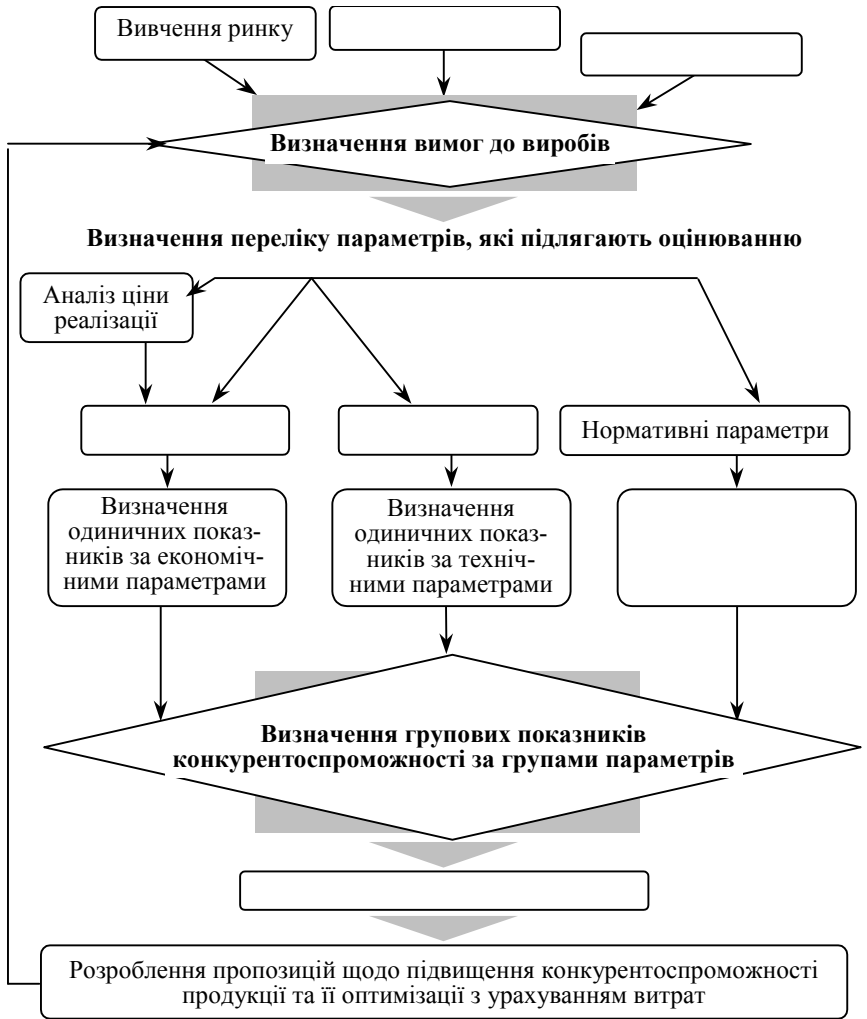 Вивчення ринку
Визначення вимог до виробів
Визначення переліку параметрів, які підлягають оцінюванню
Аналіз ціни
реалізації
Нормативні параметри
Визначення
одиничних показ-
ників за економіч-
ними параметрами
Визначення
одиничних показ-
ників за техніч-
ними параметрами
Визначення групових показників
конкурентоспроможності за групами параметрів
Розроблення пропозицій щодо підвищення конкурентоспроможності
продукції та її оптимізації з урахуванням витрат